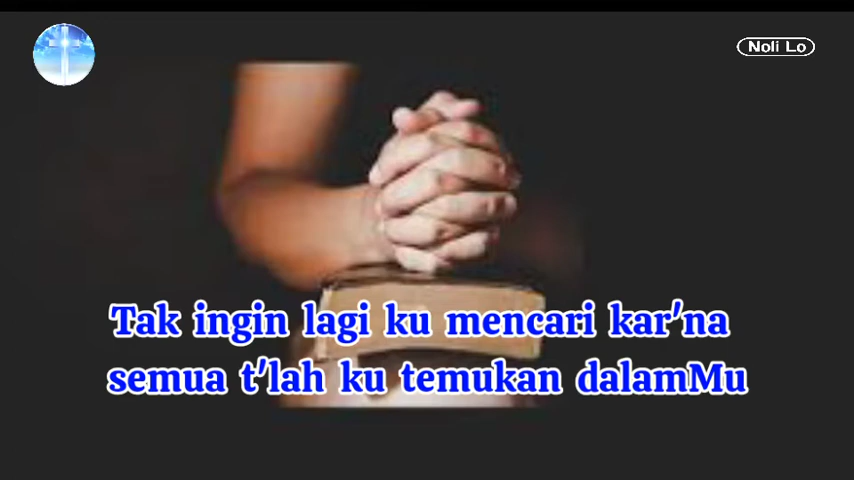 Noli Lo
Tak ingin lagi ku mencari kar'na
semua t'lah ku temukan dalamMu